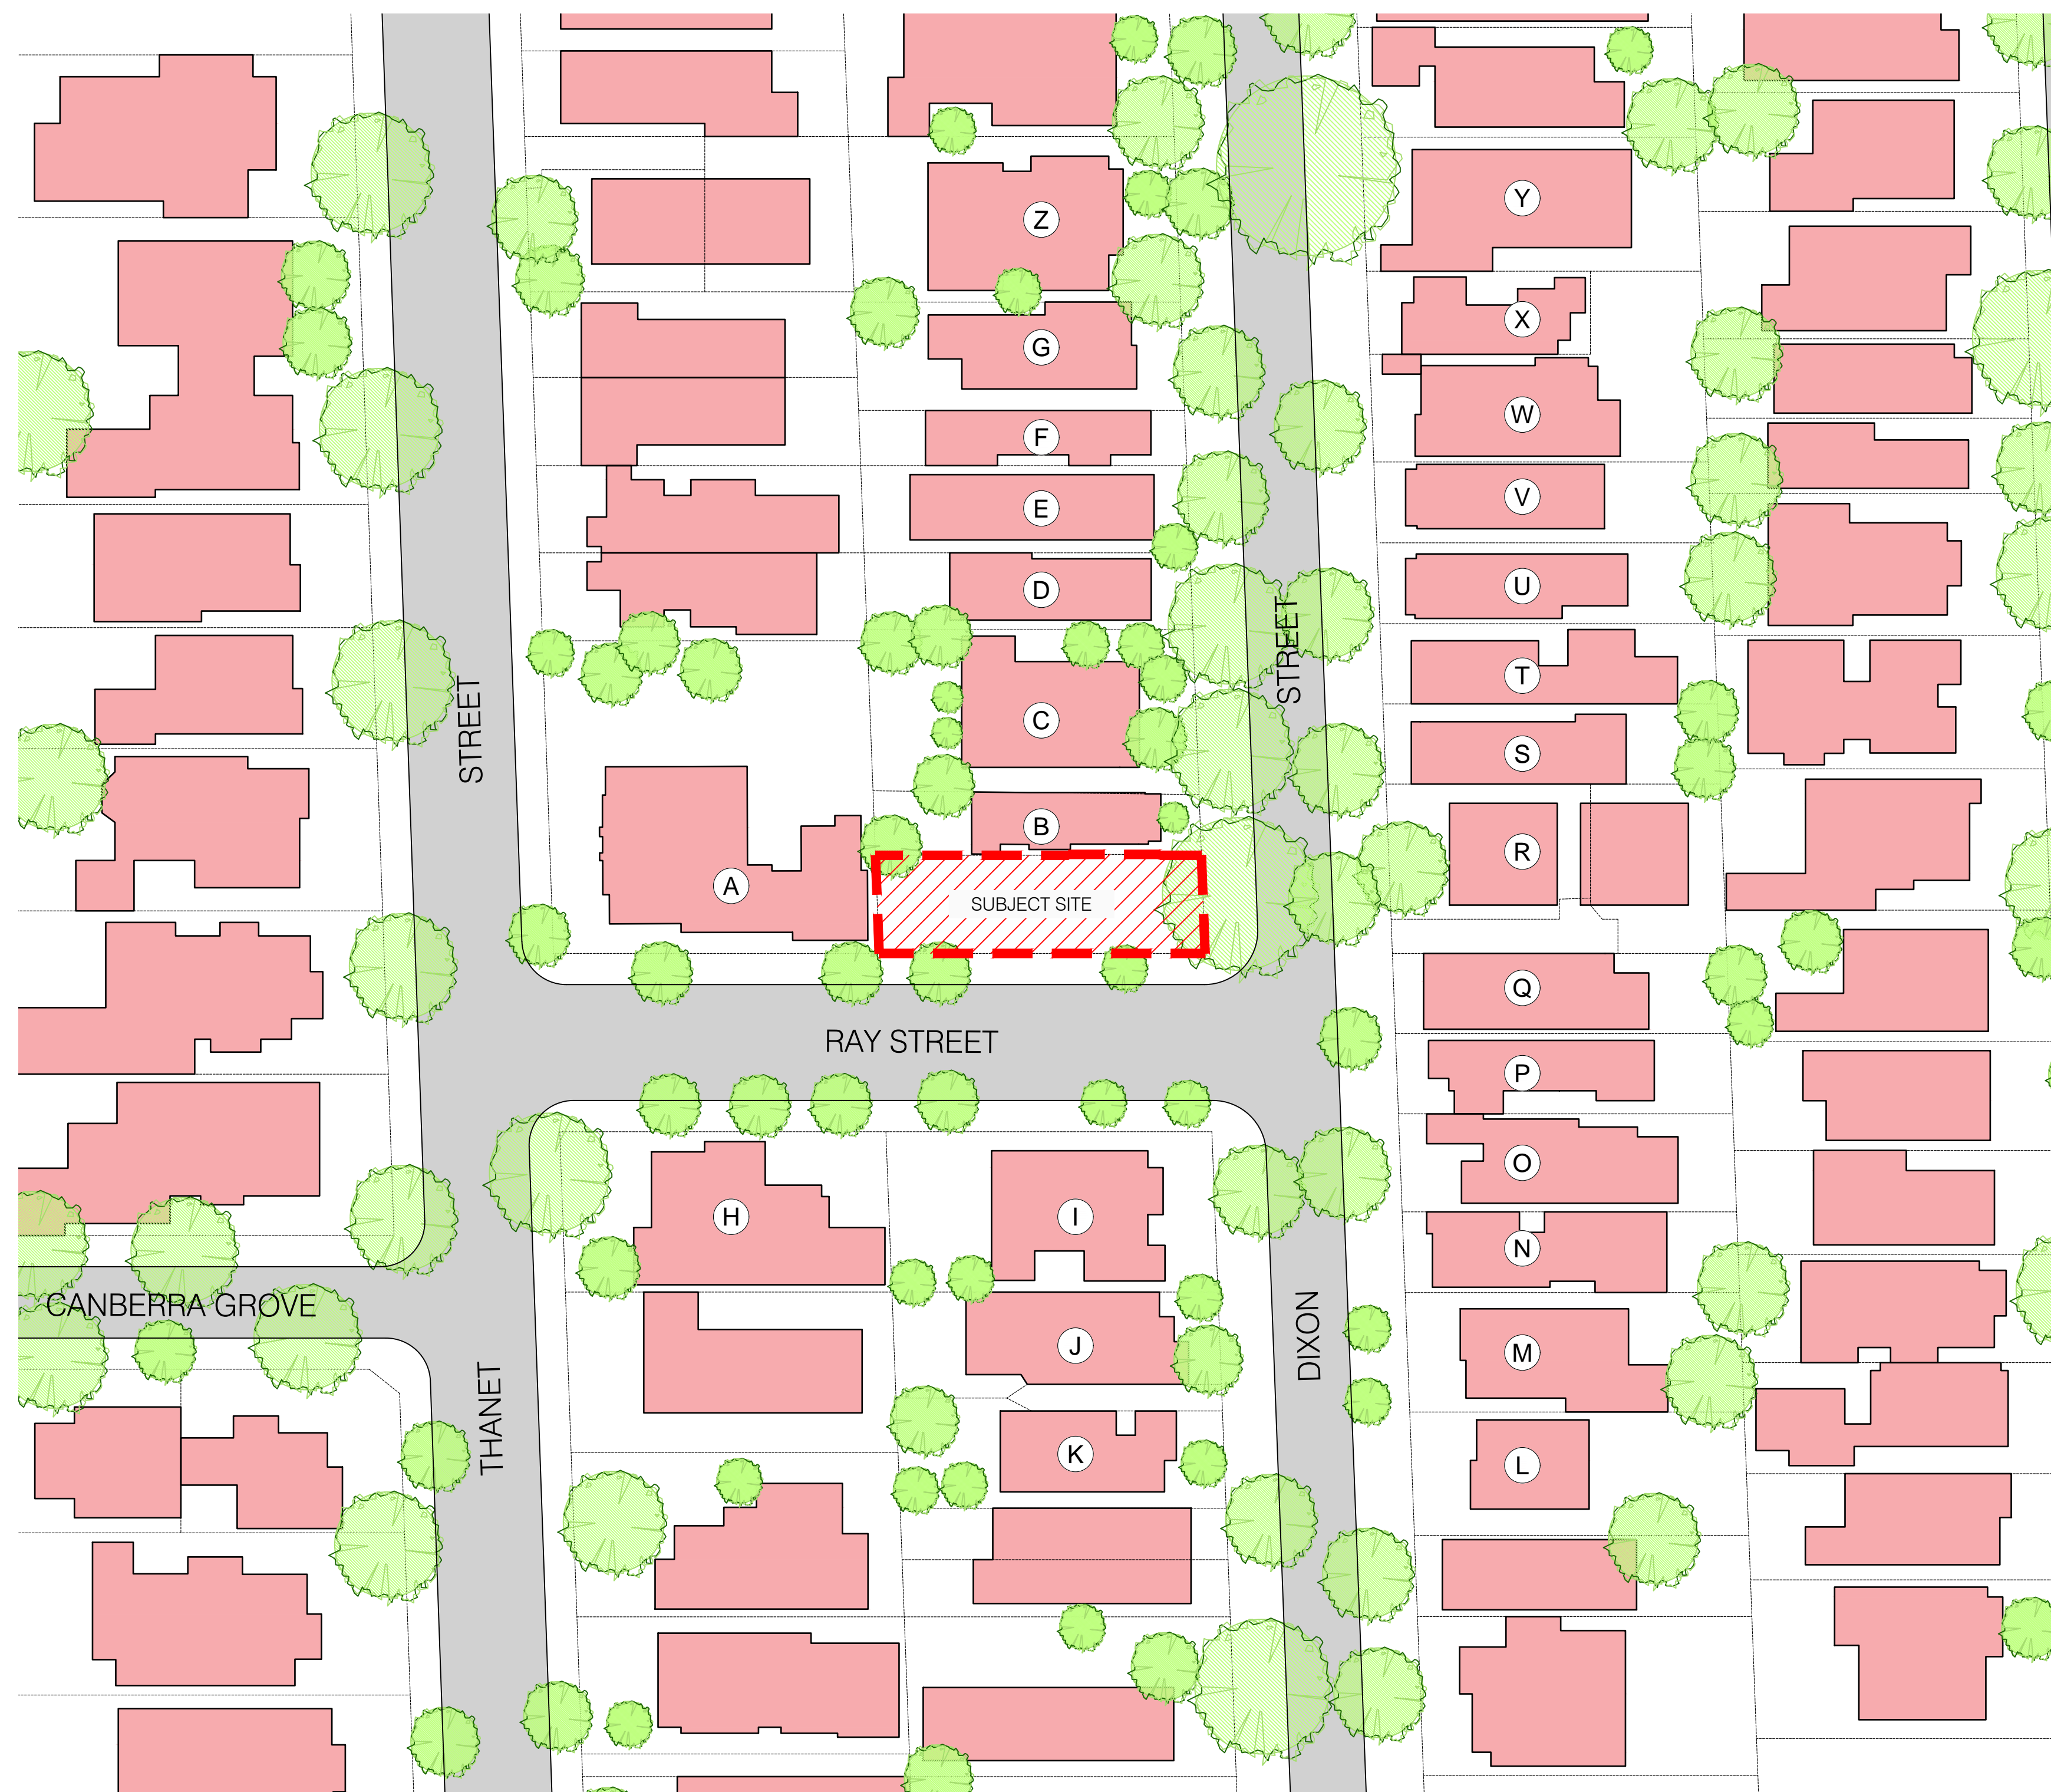 Z
Y
X
G
W
F
V
E
D
U
STREET
T
STREET
C
S
B
R
A
SUBJECT SITE
Q
RAY STREET
P
O
H
I
N
CANBERRA GROVE
DIXON
J
M
THANET
K
L